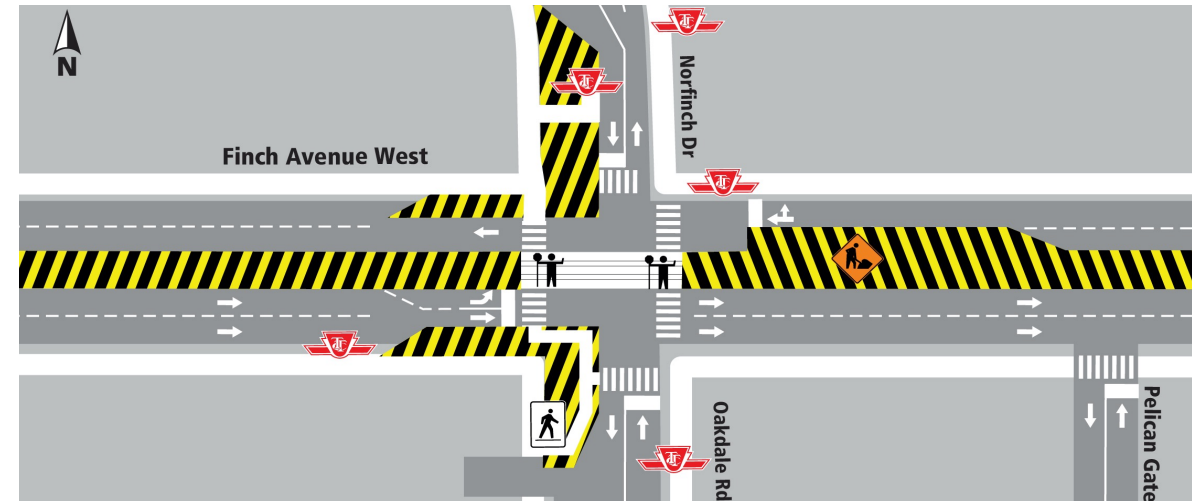 N
Finch Avenue West
Norfinch Dr
Oakdale Rd
Pelican Gate